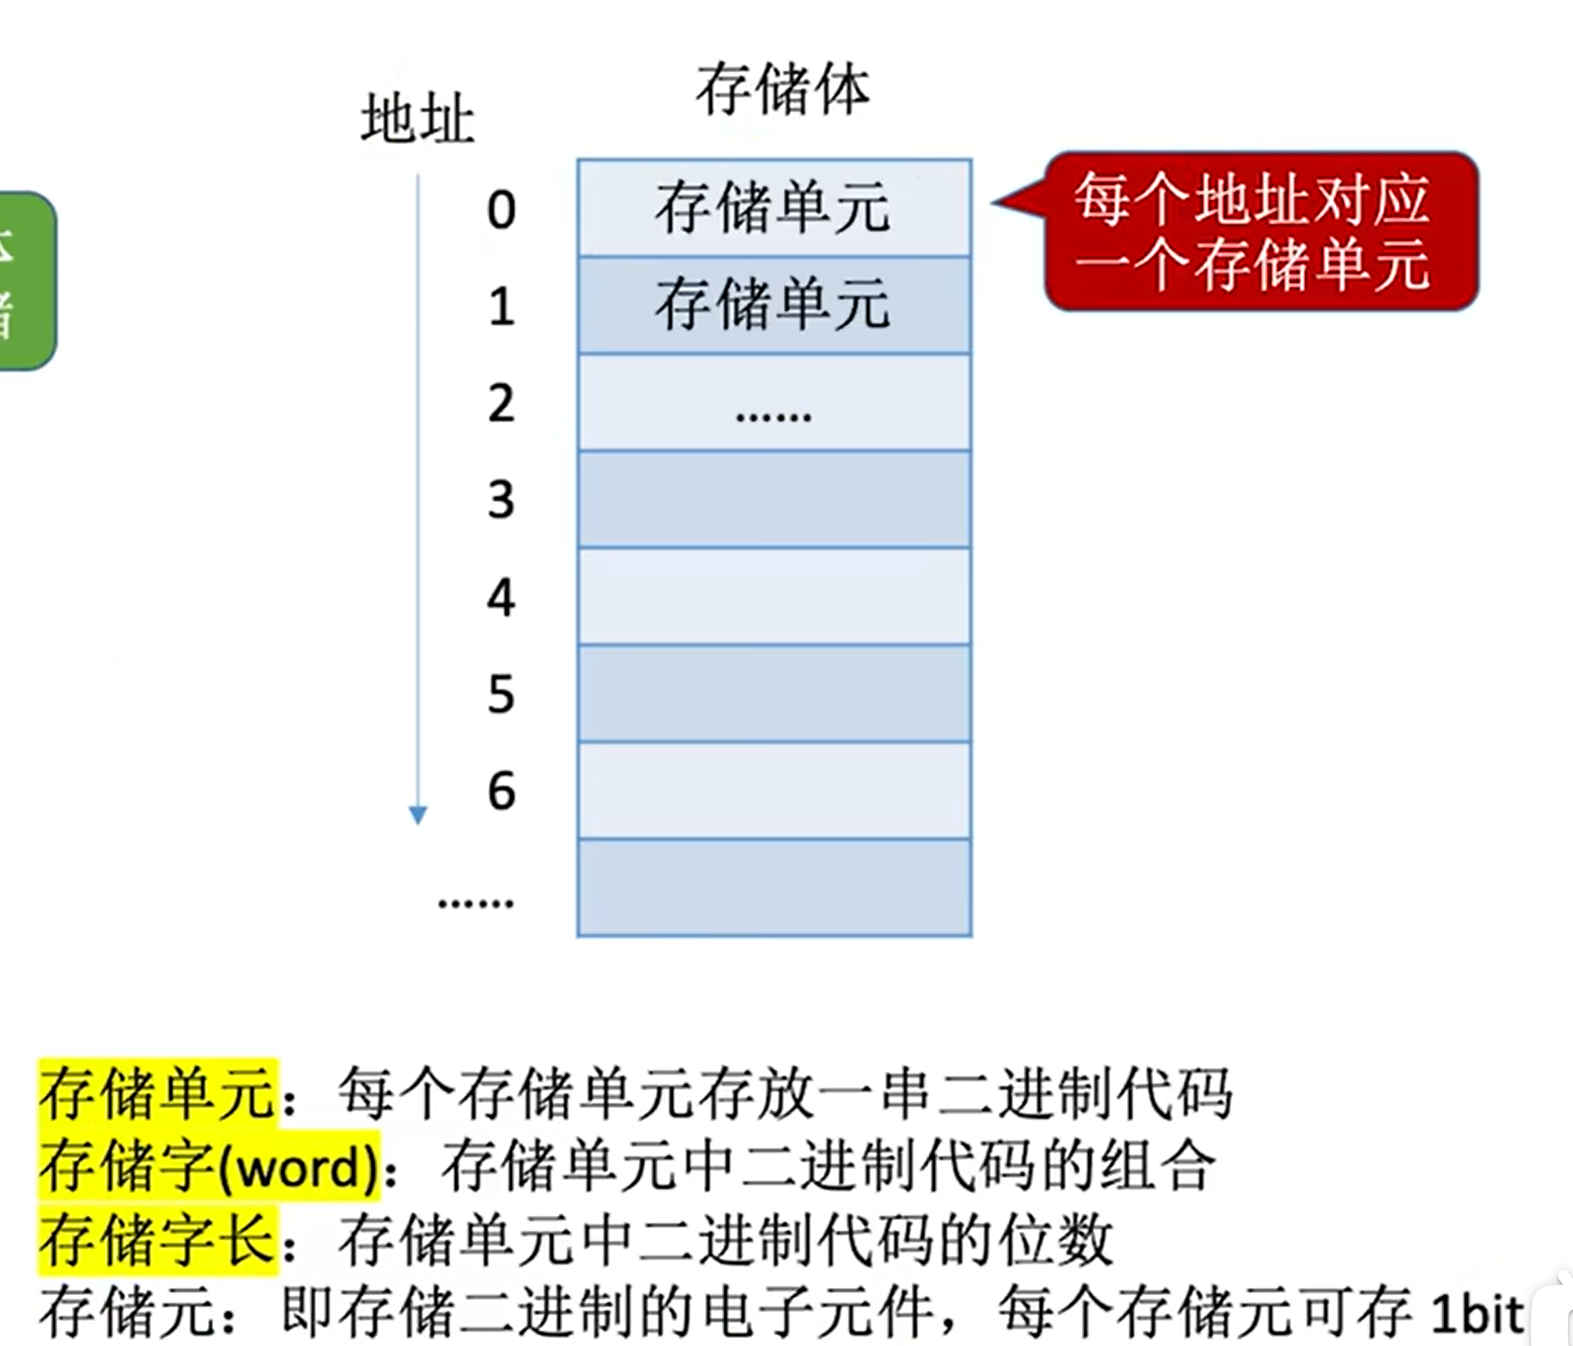 存储体
地址
0 存储单元
每个地址对应
一个存储单元
1 存储单元
2 ......
3
4
5
6
......
存储单元：每个存储单元存放一串二进制代码
存储字(word)：存储单元中二进制代码的组合
存储字长：存储单元中二进制代码的位数
存储元：即存储二进制的电子元件，每个存储元可存 1bit